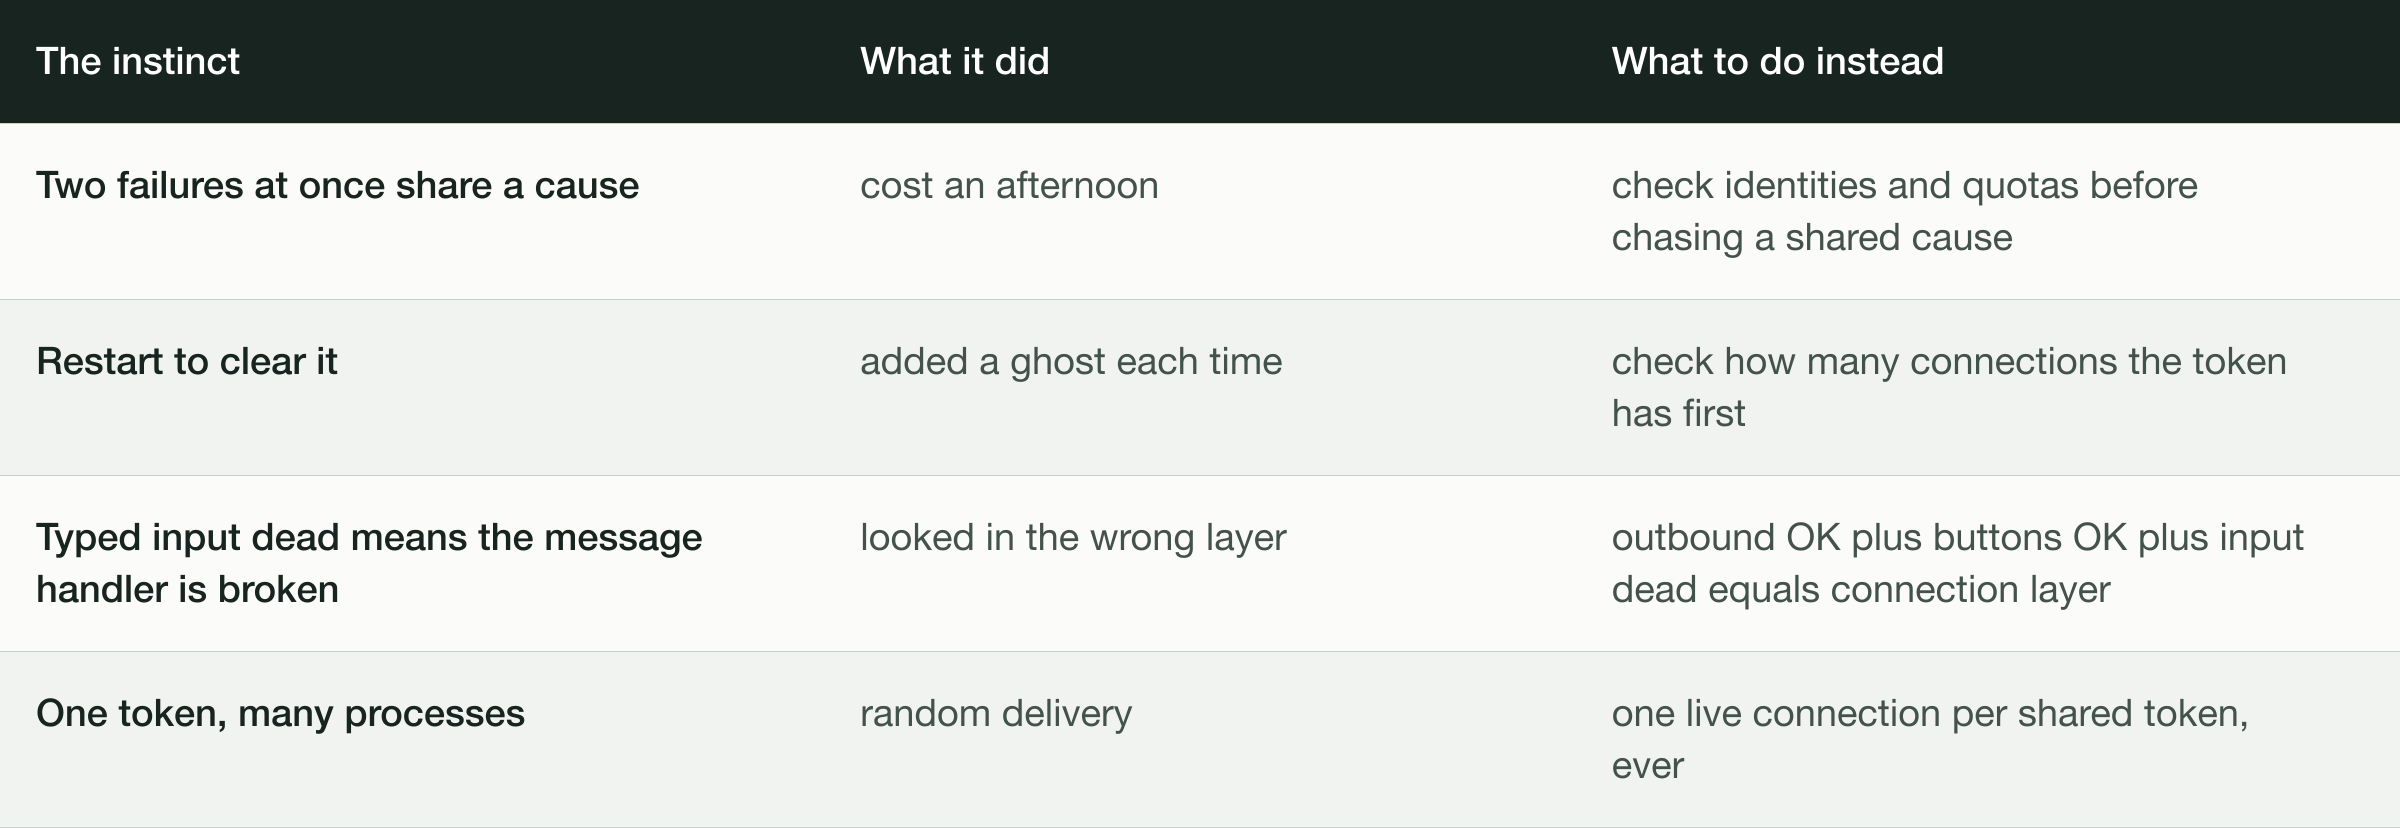 The instinct
What it did
What to do instead
Two failures at once share a cause
cost an afternoon
check identities and quotas before
chasing a shared cause
Restart to clear it
added a ghost each time
check how many connections the token
has first
Typed input dead means the message
handler is broken
looked in the wrong layer
outbound OK plus buttons OK plus input
dead equals connection layer
One token, many processes
random delivery
one live connection per shared token,
ever